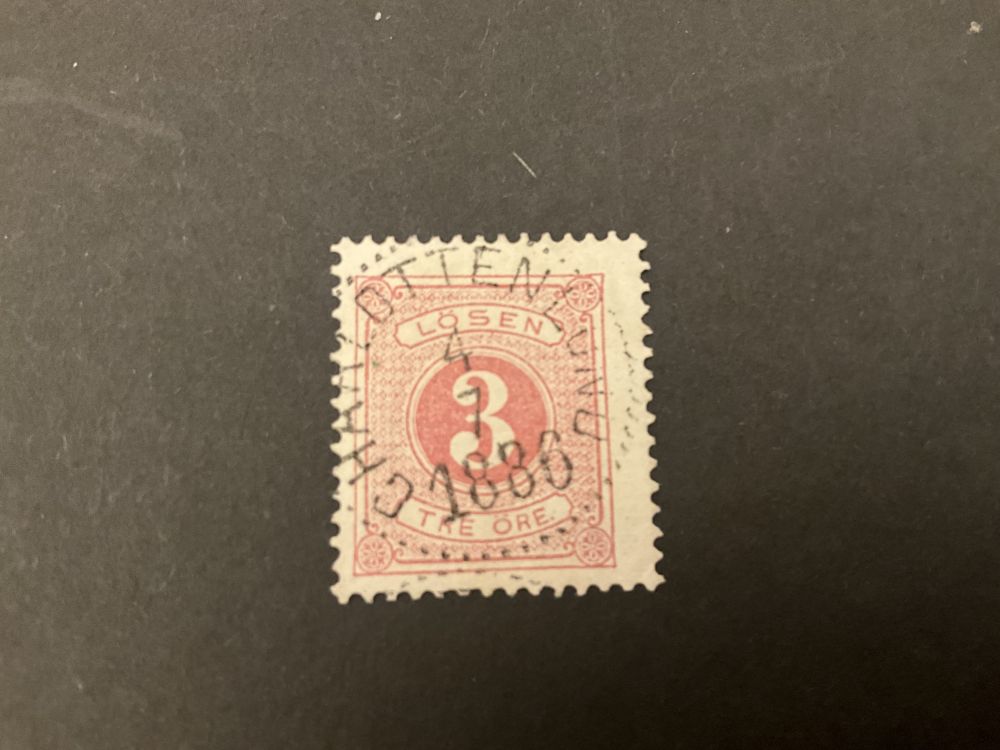 CHARLOTTENLUND
LÖSEN
4
7
3
1886
TRE ÖRE.